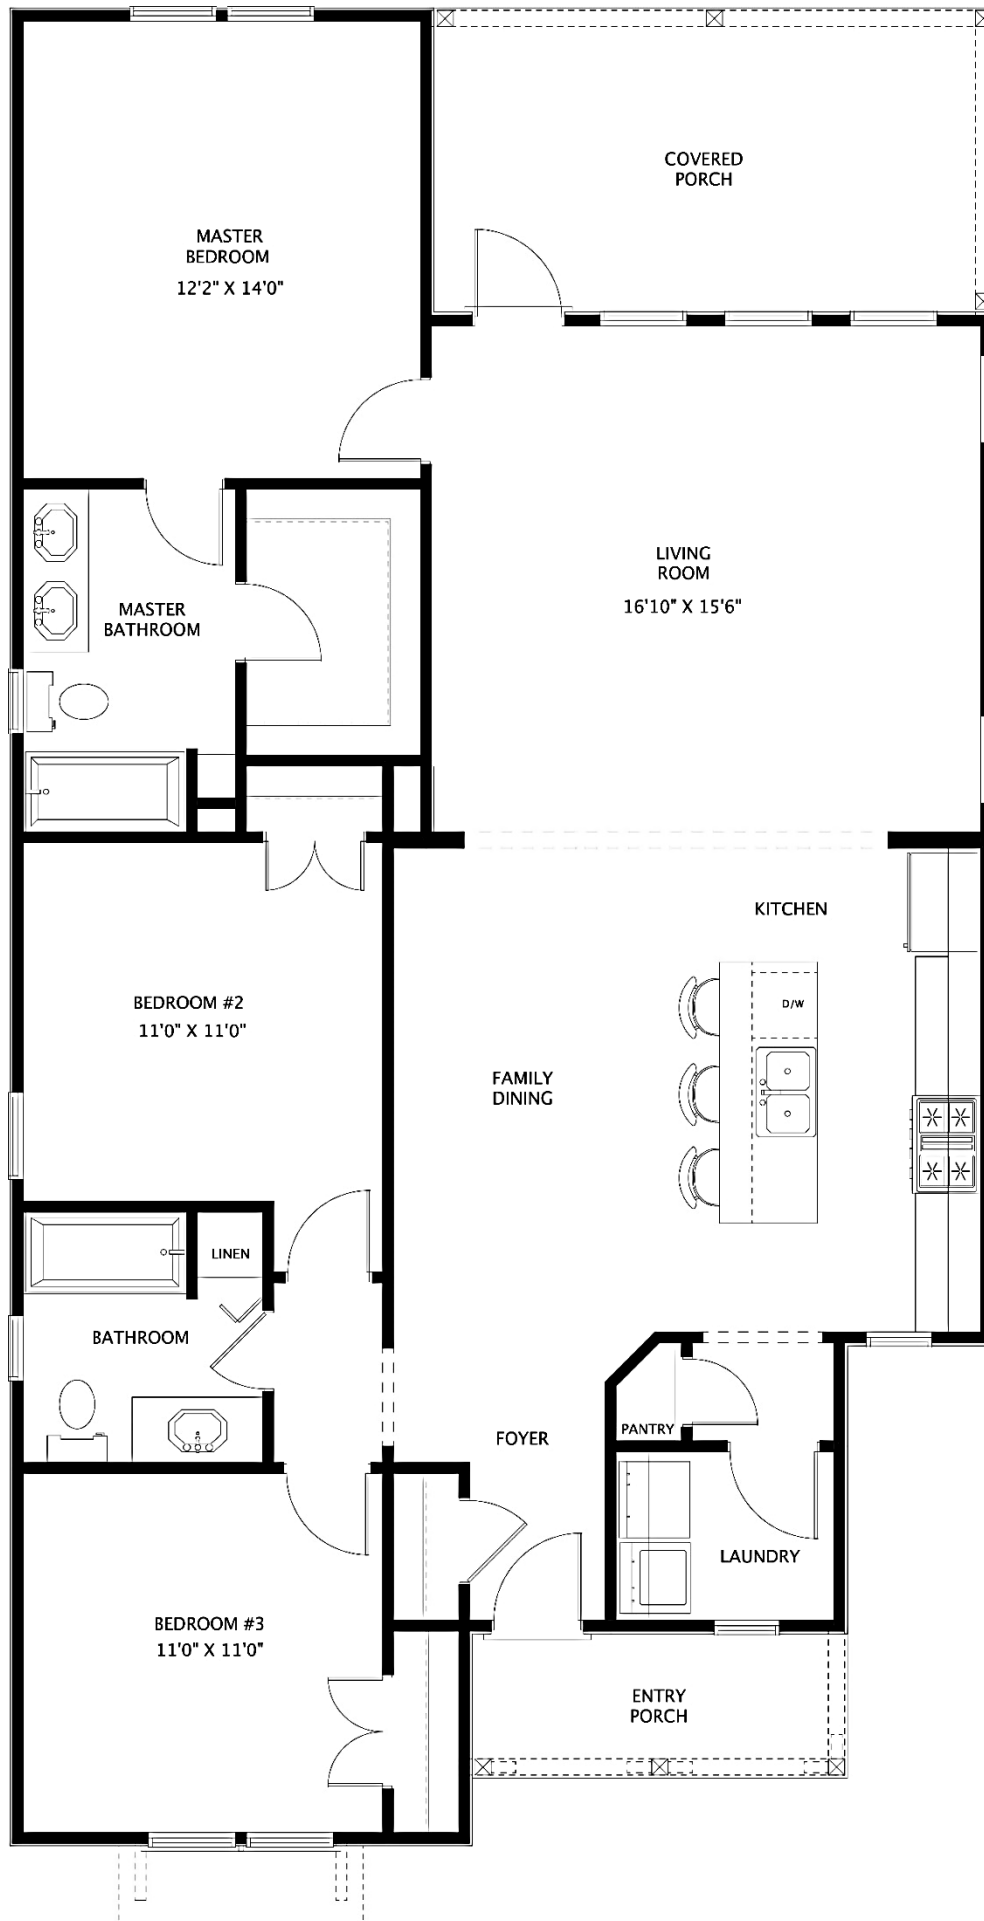 COVERED
PORCH
MASTER
BEDROOM
12'2" X 14'0"
LIVING
ROOM
16'10" X 15'6"
MASTER
BATHROOM
KITCHEN
D/W
BEDROOM #2
11'0" X 11'0"
FAMILY
DINING
LINEN
BATHROOM
PANTRY
FOYER
LAUNDRY
BEDROOM #3
11'0" X 11'0"
ENTRY
PORCH